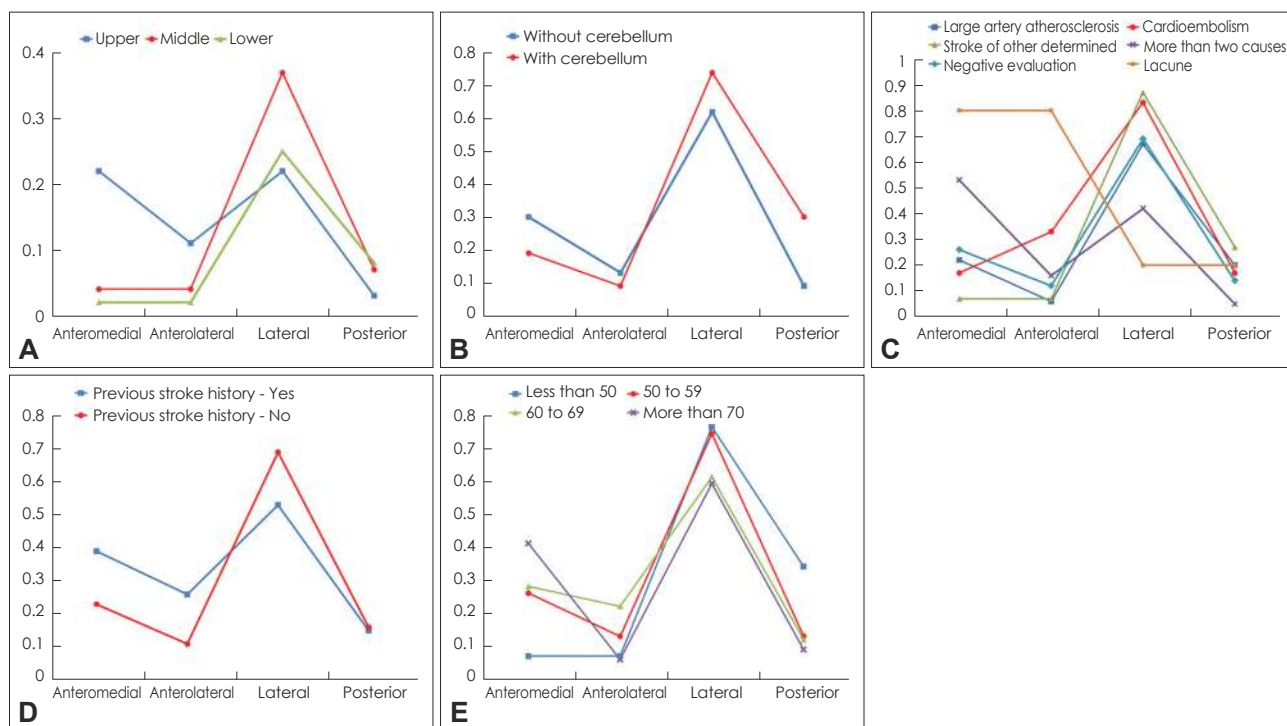 Upper Middle Lower
0.4
0.3
0.2
0.1
0
Anteromedial Anterolateral Lateral Posterior
A
Without cerebellum
With cerebellum
0.8
0.7
0.6
0.5
0.4
0.3
0.2
0.1
0
Anteromedial Anterolateral Lateral Posterior
B
Large artery atherosclerosis Cardioembolism
Stroke of other determined More than two causes
Negative evaluation Lacune
1
0.9
0.8
0.7
0.6
0.5
0.4
0.3
0.2
0.1
0
Anteromedial Anterolateral Lateral Posterior
C
Previous stroke history - Yes
Previous stroke history - No
0.8
0.7
0.6
0.5
0.4
0.3
0.2
0.1
0
Anteromedial Anterolateral Lateral Posterior
D
Less than 50 50 to 59
60 to 69 More than 70
0.8
0.7
0.6
0.5
0.4
0.3
0.2
0.1
0
Anteromedial Anterolateral Lateral Posterior
E